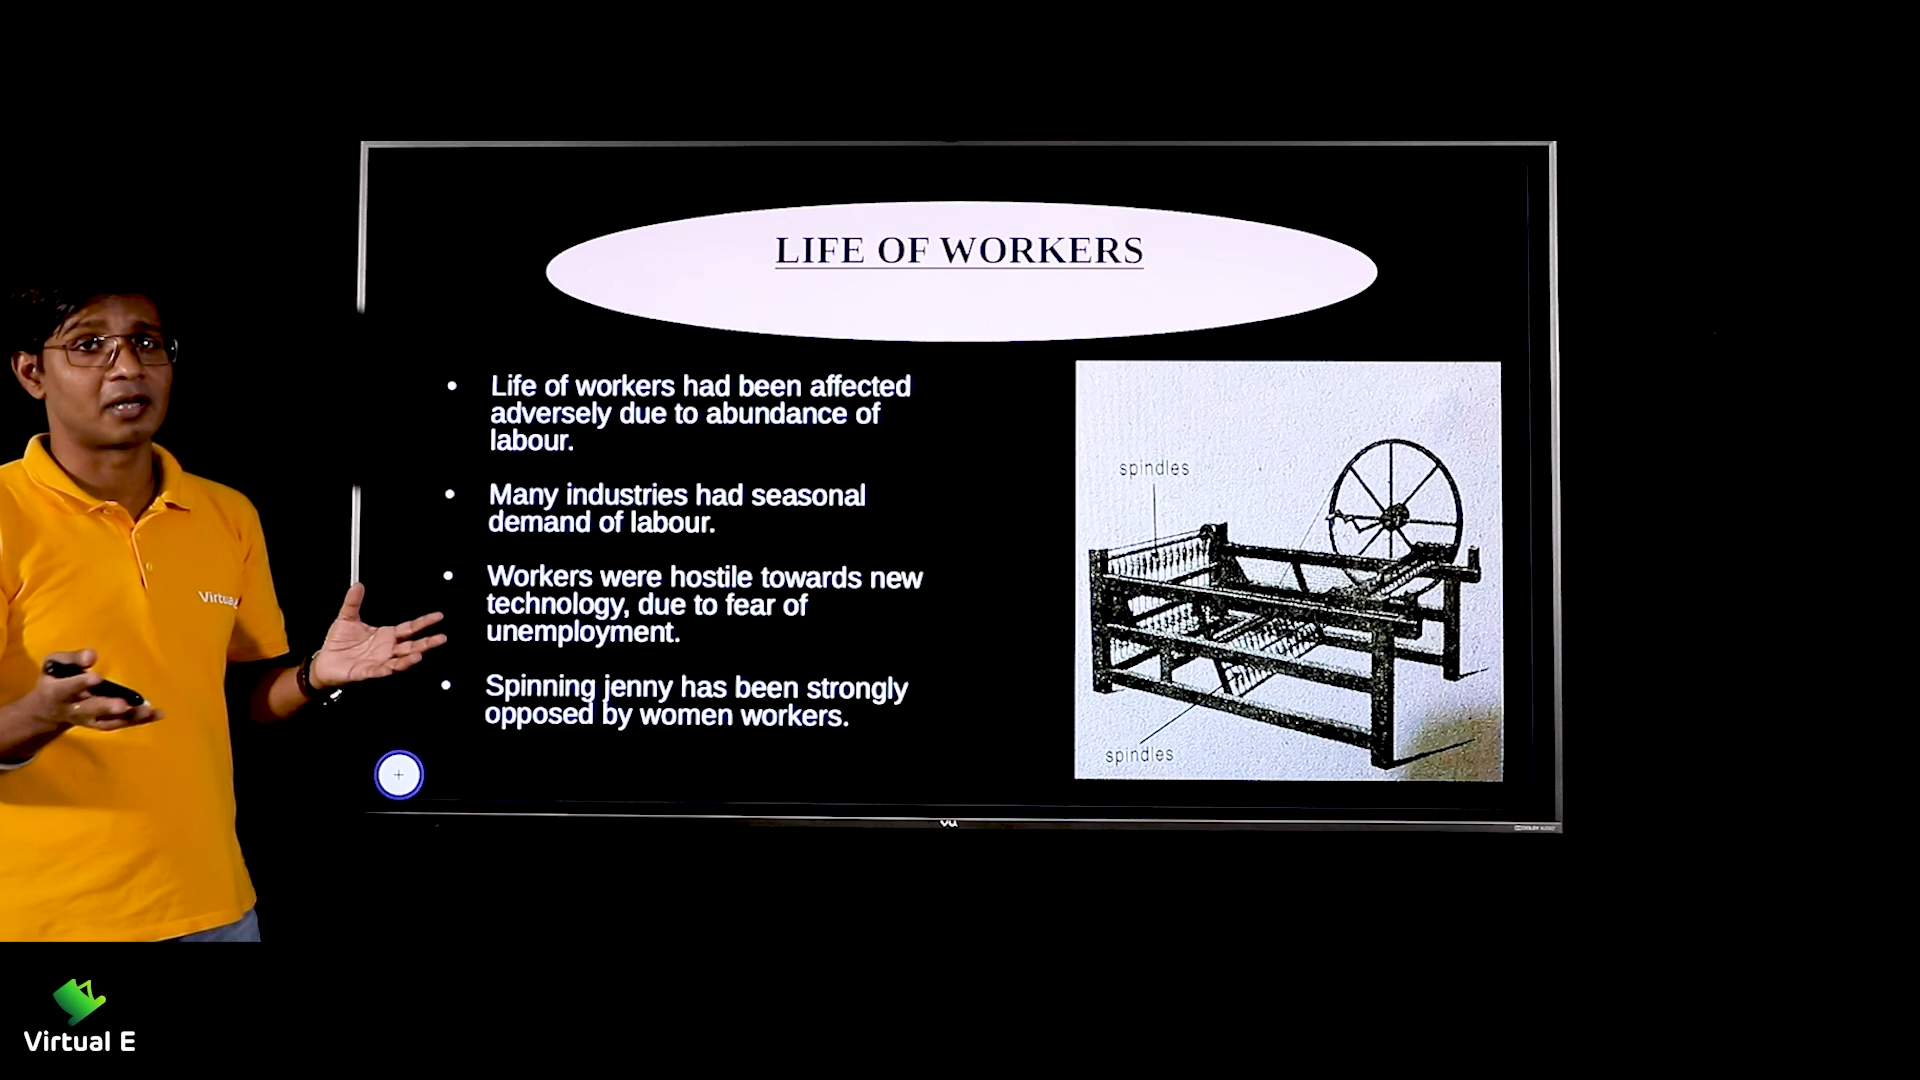 LIFE OF WORKERS
• Life of workers had been affected
adversely due to abundance of
labour.
• Many industries had seasonal
demand of labour.
• Workers were hostile towards new
technology, due to fear of
unemployment.
• Spinning jenny has been strongly
opposed by women workers.
spindles
spindles
Virtual
VU
Virtual E